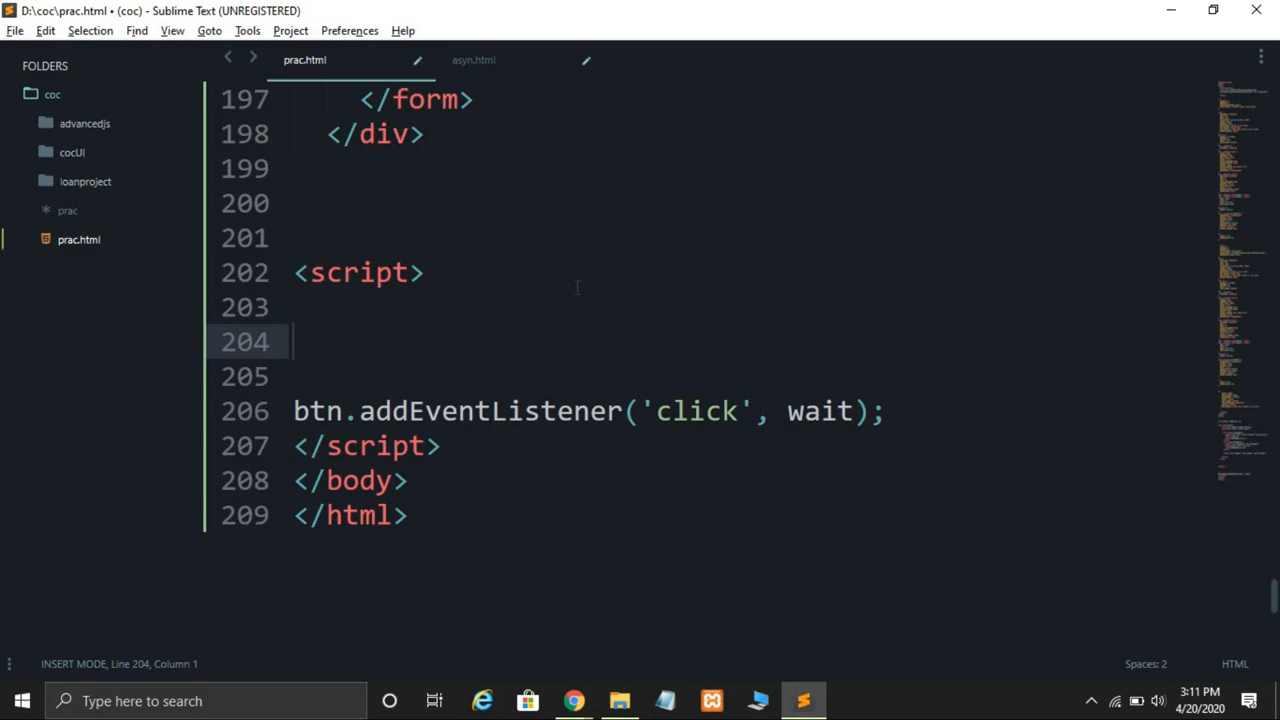 D:\coc\prac.html • (coc) - Sublime Text (UNREGISTERED)
File Edit Selection Find View Goto Tools Project Preferences Help
FOLDERS
coc
advancedjs
cocUI
loanproject
prac
prac.html
prac.html
asyn.html
197 </form>
198 </div>
199
200
201
202 <script>
203
204
205
206 btn.addEventListener('click', wait);
207 </script>
208 </body>
209 </html>
INSERT MODE, Line 204, Column 1
Spaces: 2
HTML
Type here to search
3:11 PM
4/20/2020